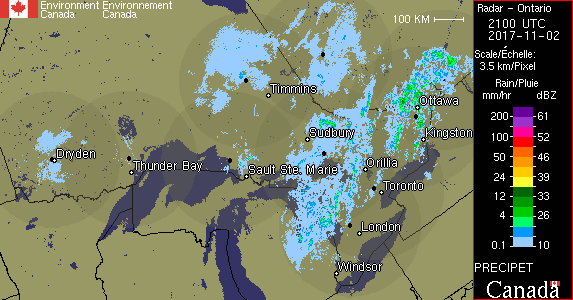 Environment Environnement
Canada Canada
100 KM
Timmins
Ottawa
Sudbury
Kingston
Dryden
Thunder Bay
Sault Ste. Marie
Orillia
Toronto
London
Windsor
Radar - Ontario
2100 UTC
2017-11-02
Scale/Échelle:
3.5 km/Pixel
Rain/Pluie
mm/hr dBZ
200 61
100 52
50 46
24 39
12 33
4 26
0.1 10
PRECIPET
Canada